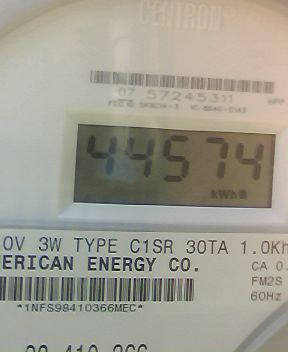 CENTRON®
07 57245311
44574
kWh
0V 3W TYPE C1SR 30TA 1.0Kh
ERICAN ENERGY CO.
CA 0.
FM2S
60Hz
*1NFS98410366MEC*